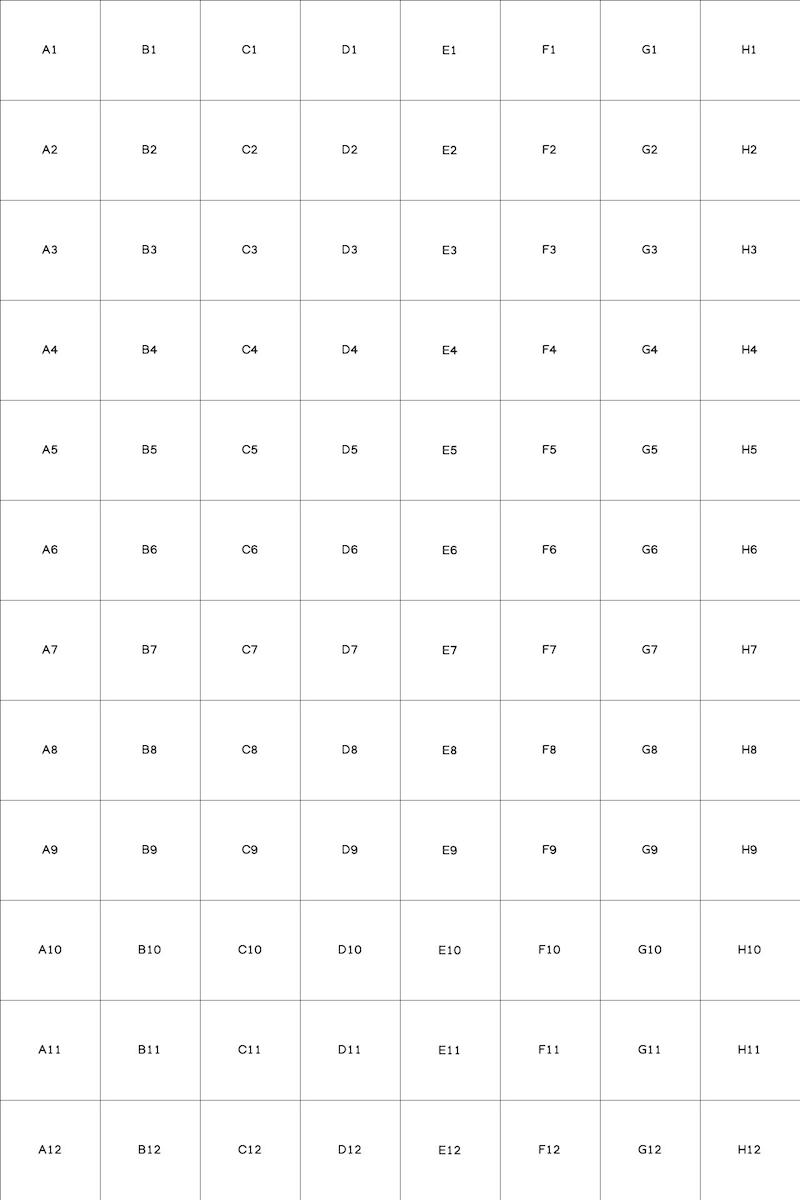 A1 B1 C1 D1 E1 F1 G1 H1
A2 B2 C2 D2 E2 F2 G2 H2
A3 B3 C3 D3 E3 F3 G3 H3
A4 B4 C4 D4 E4 F4 G4 H4
A5 B5 C5 D5 E5 F5 G5 H5
A6 B6 C6 D6 E6 F6 G6 H6
A7 B7 C7 D7 E7 F7 G7 H7
A8 B8 C8 D8 E8 F8 G8 H8
A9 B9 C9 D9 E9 F9 G9 H9
A10 B10 C10 D10 E10 F10 G10 H10
A11 B11 C11 D11 E11 F11 G11 H11
A12 B12 C12 D12 E12 F12 G12 H12